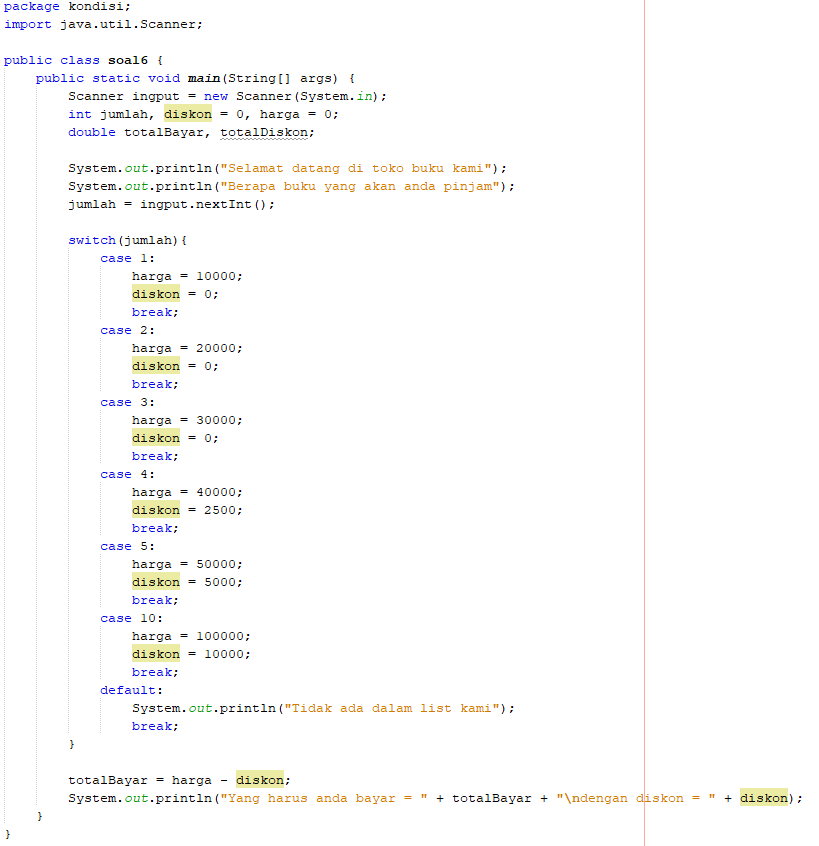 package kondisi;
import java.util.Scanner;

public class soal6 {
    public static void main(String[] args) {
        Scanner ingput = new Scanner(System.in);
        int jumlah, diskon = 0, harga = 0;
        double totalBayar, totalDiskon;

        System.out.println("Selamat datang di toko buku kami");
        System.out.println("Berapa buku yang akan anda pinjam");
        jumlah = ingput.nextInt();

        switch(jumlah){
            case 1:
                harga = 10000;
                diskon = 0;
                break;
            case 2:
                harga = 20000;
                diskon = 0;
                break;
            case 3:
                harga = 30000;
                diskon = 0;
                break;
            case 4:
                harga = 40000;
                diskon = 2500;
                break;
            case 5:
                harga = 50000;
                diskon = 5000;
                break;
            case 10:
                harga = 100000;
                diskon = 10000;
                break;
            default:
                System.out.println("Tidak ada dalam list kami");
                break;
        }

        totalBayar = harga - diskon;
        System.out.println("Yang harus anda bayar = " + totalBayar + "\ndengan diskon = " + diskon);
    }
}